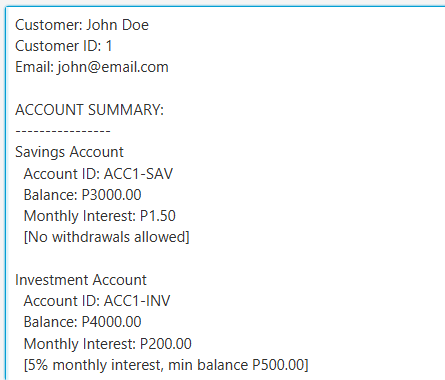 Customer: John Doe
Customer ID: 1
Email: john@email.com
ACCOUNT SUMMARY:
----------------
Savings Account
Account ID: ACC1-SAV
Balance: P3000.00
Monthly Interest: P1.50
[No withdrawals allowed]
Investment Account
Account ID: ACC1-INV
Balance: P4000.00
Monthly Interest: P200.00
[5% monthly interest, min balance P500.00]